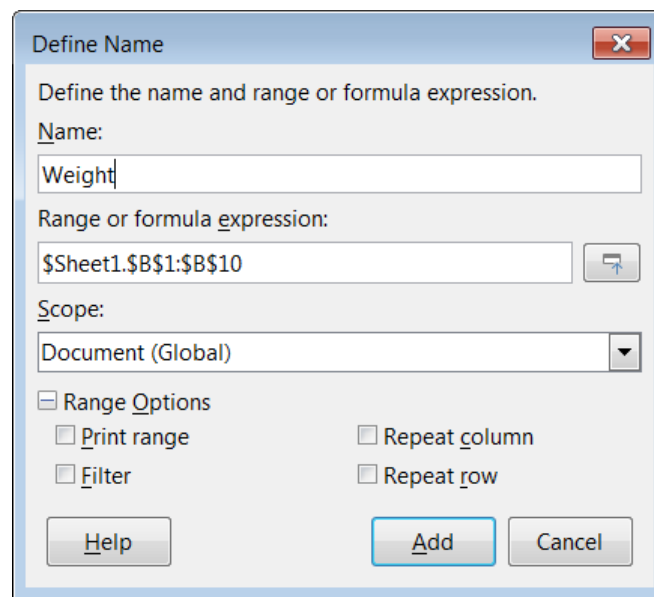 Define Name
Define the name and range or formula expression.
Name:
Weight
Range or formula expression:
$Sheet1.$B$1:$B$10
Scope:
Document (Global)
Range Options
Print range Repeat column
Filter Repeat row
Help Add Cancel